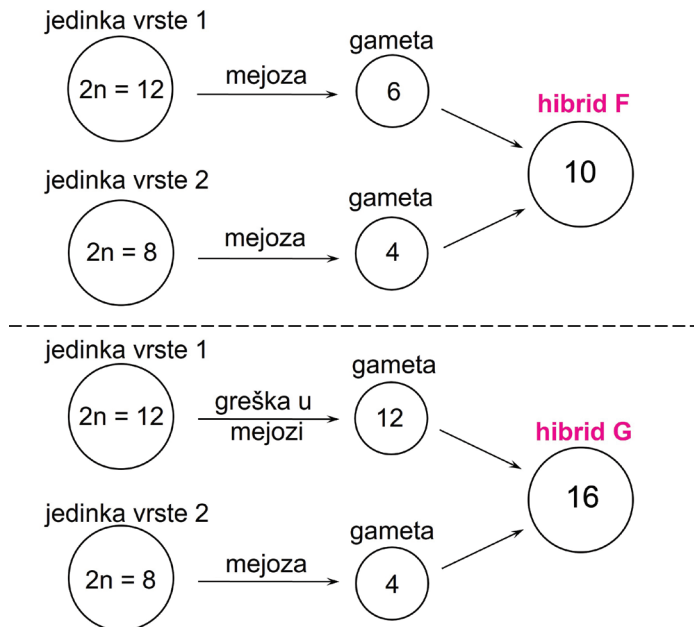 jedinka vrste 1
gameta
2n = 12
mejoza
6
hibrid F
10
jedinka vrste 2
gameta
2n = 8
mejoza
4
jedinka vrste 1
gameta
2n = 12
greška u
mejozi
12
hibrid G
16
jedinka vrste 2
gameta
2n = 8
mejoza
4